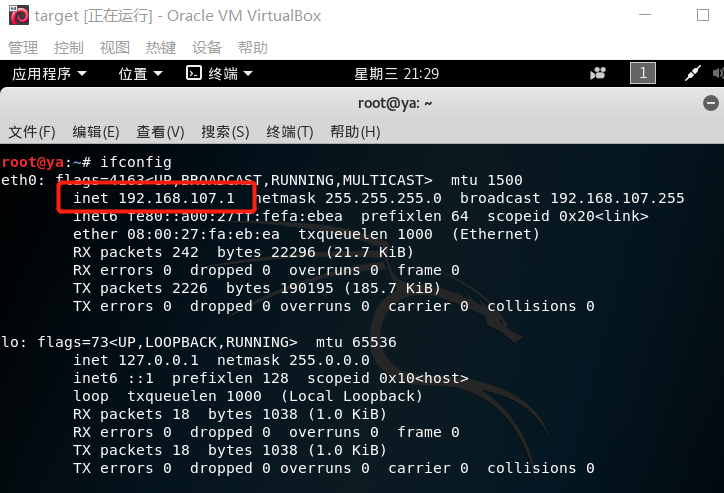 target [正在运行] - Oracle VM VirtualBox
管理 控制 视图 热键 设备 帮助
应用程序 位置 终端 星期三 21:29 1
root@ya: ~
文件(F) 编辑(E) 查看(V) 搜索(S) 终端(T) 帮助(H)
root@ya:~# ifconfig
eth0: flags=4163<UP,BROADCAST,RUNNING,MULTICAST>  mtu 1500
inet 192.168.107.1  netmask 255.255.255.0  broadcast 192.168.107.255
inet6 fe80::a00:27ff:fefa:ebea  prefixlen 64  scopeid 0x20<link>
ether 08:00:27:fa:eb:ea  txqueuelen 1000  (Ethernet)
RX packets 242  bytes 22296 (21.7 KiB)
RX errors 0  dropped 0  overruns 0  frame 0
TX packets 2226  bytes 190195 (185.7 KiB)
TX errors 0  dropped 0 overruns 0  carrier 0  collisions 0
lo: flags=73<UP,LOOPBACK,RUNNING>  mtu 65536
inet 127.0.0.1  netmask 255.0.0.0
inet6 ::1  prefixlen 128  scopeid 0x10<host>
loop  txqueuelen 1000  (Local Loopback)
RX packets 18  bytes 1038 (1.0 KiB)
RX errors 0  dropped 0  overruns 0  frame 0
TX packets 18  bytes 1038 (1.0 KiB)
TX errors 0  dropped 0 overruns 0  carrier 0  collisions 0